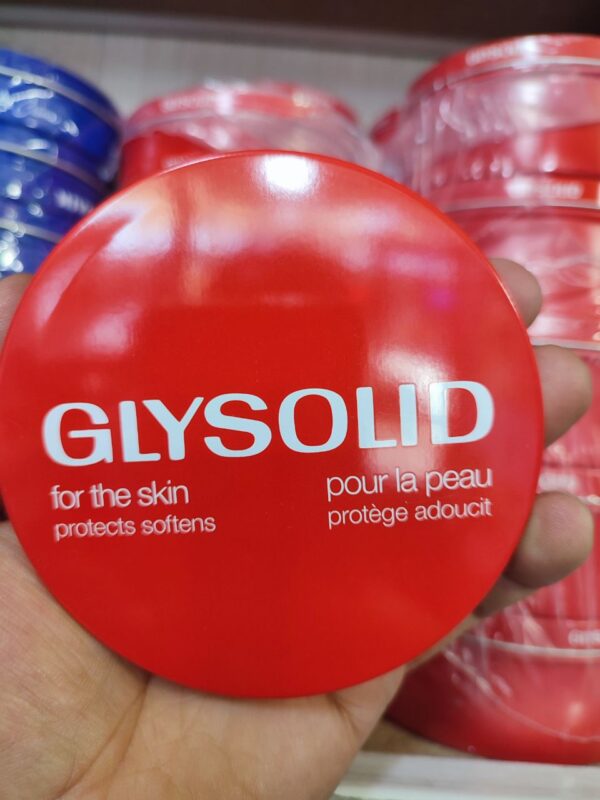 GLYSOLID
for the skin
protects softens
pour la peau
protège adoucit